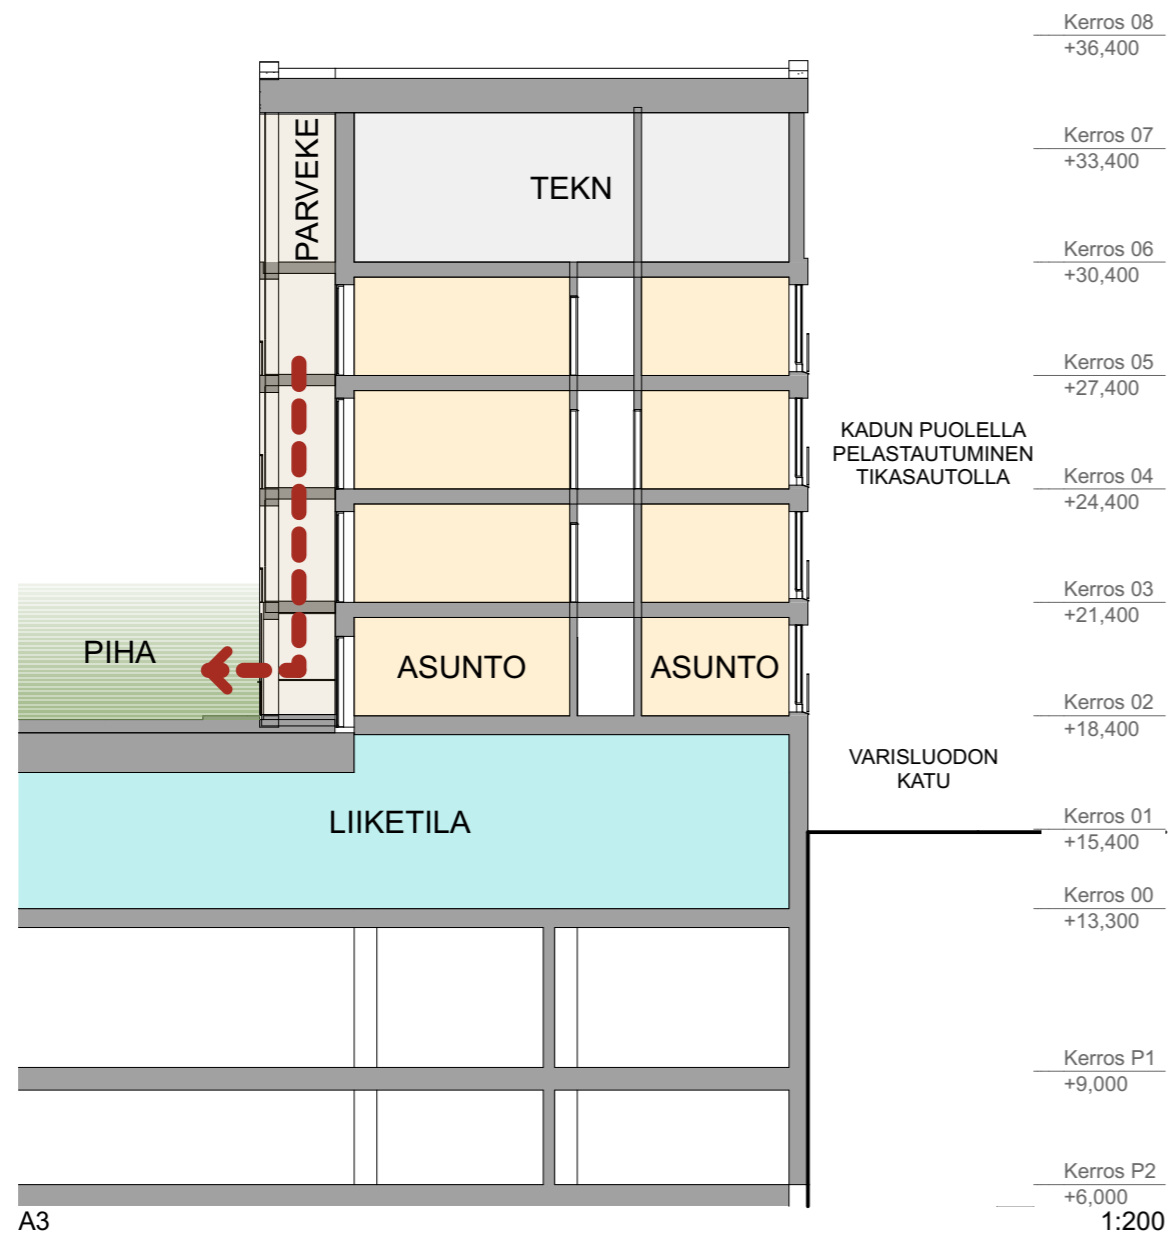 Kerros 08
+36,400
PARVEKE
Kerros 07
+33,400
TEKN
Kerros 06
+30,400
Kerros 05
+27,400
KADUN PUOLELLA
PELASTAUTUMINEN
TIKASAUTOLLA
Kerros 04
+24,400
Kerros 03
+21,400
PIHA
ASUNTO
ASUNTO
Kerros 02
+18,400
VARISLUODON
KATU
LIIKETILA
Kerros 01
+15,400
Kerros 00
+13,300
Kerros P1
+9,000
Kerros P2
+6,000
A3
1:200